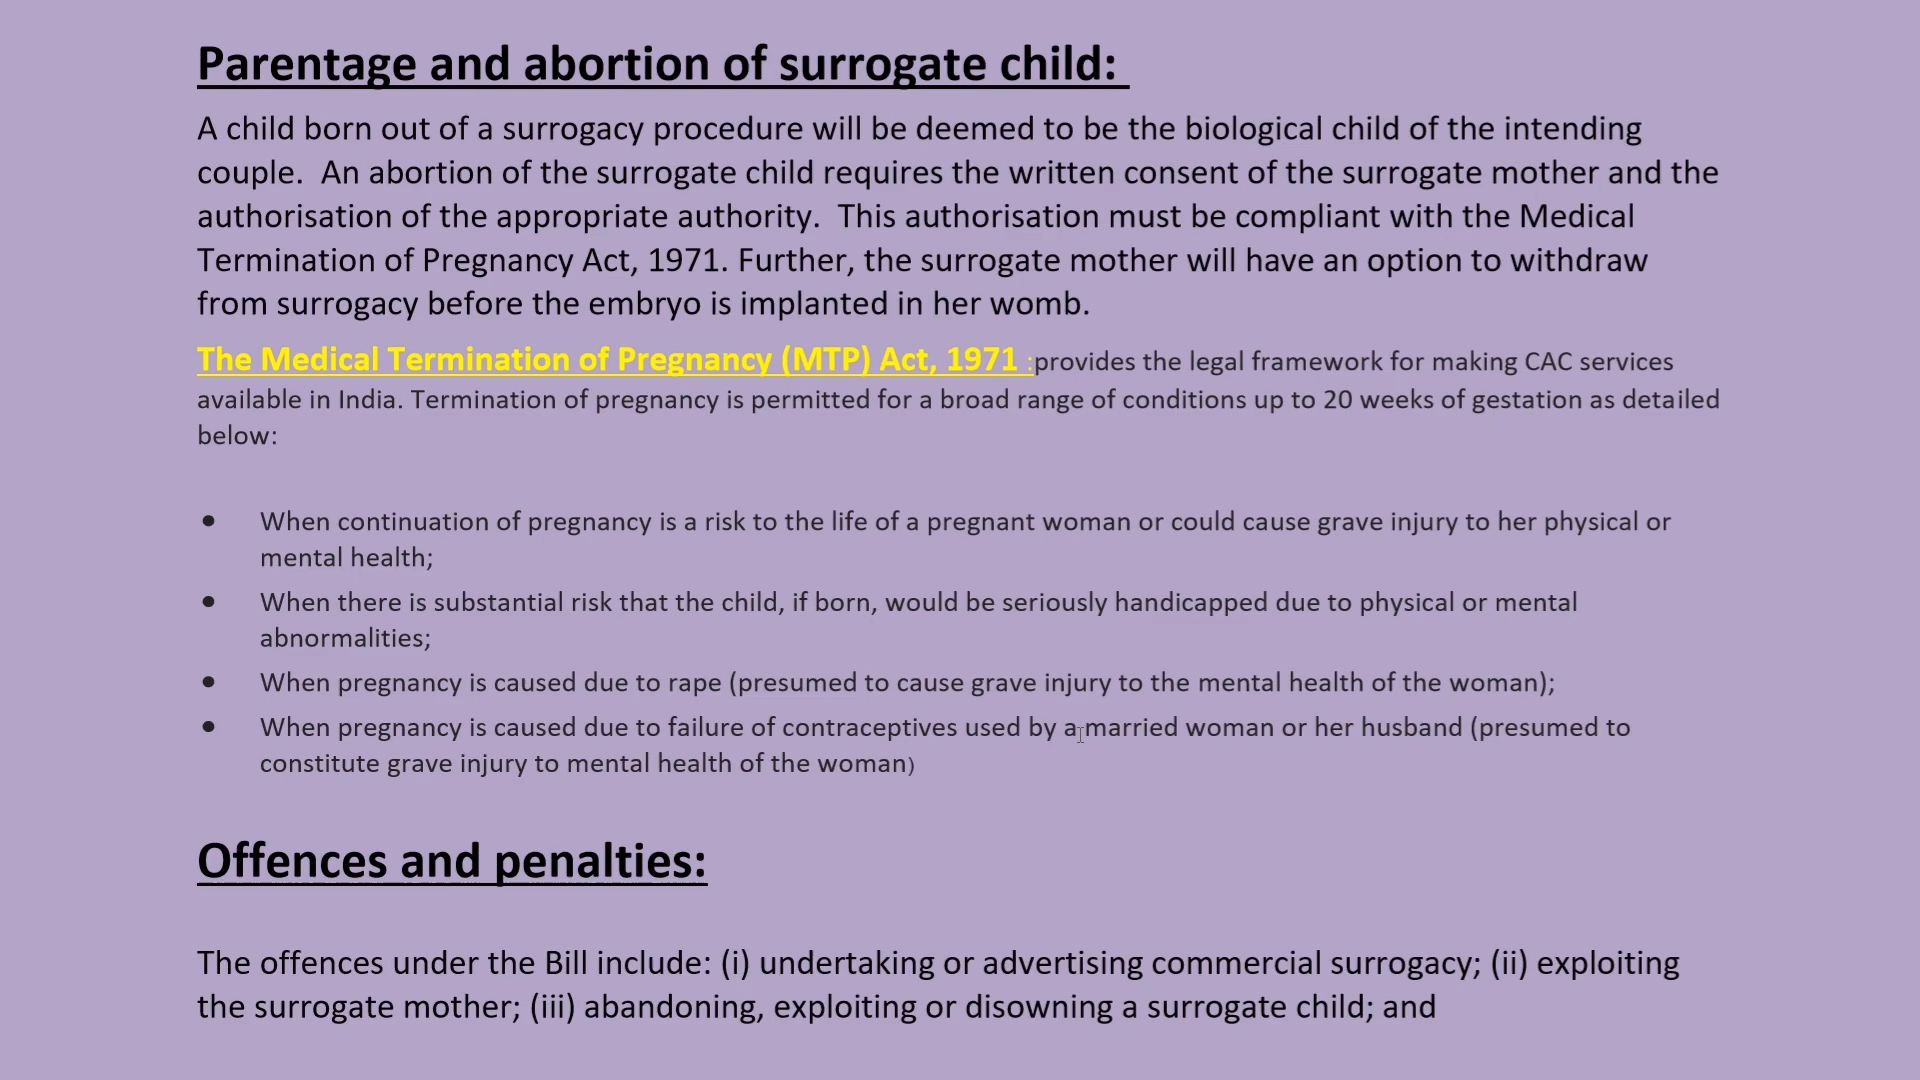 Parentage and abortion of surrogate child:
A child born out of a surrogacy procedure will be deemed to be the biological child of the intending
couple.  An abortion of the surrogate child requires the written consent of the surrogate mother and the
authorisation of the appropriate authority.  This authorisation must be compliant with the Medical
Termination of Pregnancy Act, 1971. Further, the surrogate mother will have an option to withdraw
from surrogacy before the embryo is implanted in her womb.
The Medical Termination of Pregnancy (MTP) Act, 1971 :provides the legal framework for making CAC services
available in India. Termination of pregnancy is permitted for a broad range of conditions up to 20 weeks of gestation as detailed
below:
• When continuation of pregnancy is a risk to the life of a pregnant woman or could cause grave injury to her physical or
mental health;
• When there is substantial risk that the child, if born, would be seriously handicapped due to physical or mental
abnormalities;
• When pregnancy is caused due to rape (presumed to cause grave injury to the mental health of the woman);
• When pregnancy is caused due to failure of contraceptives used by a married woman or her husband (presumed to
constitute grave injury to mental health of the woman)
Offences and penalties:
The offences under the Bill include: (i) undertaking or advertising commercial surrogacy; (ii) exploiting
the surrogate mother; (iii) abandoning, exploiting or disowning a surrogate child; and